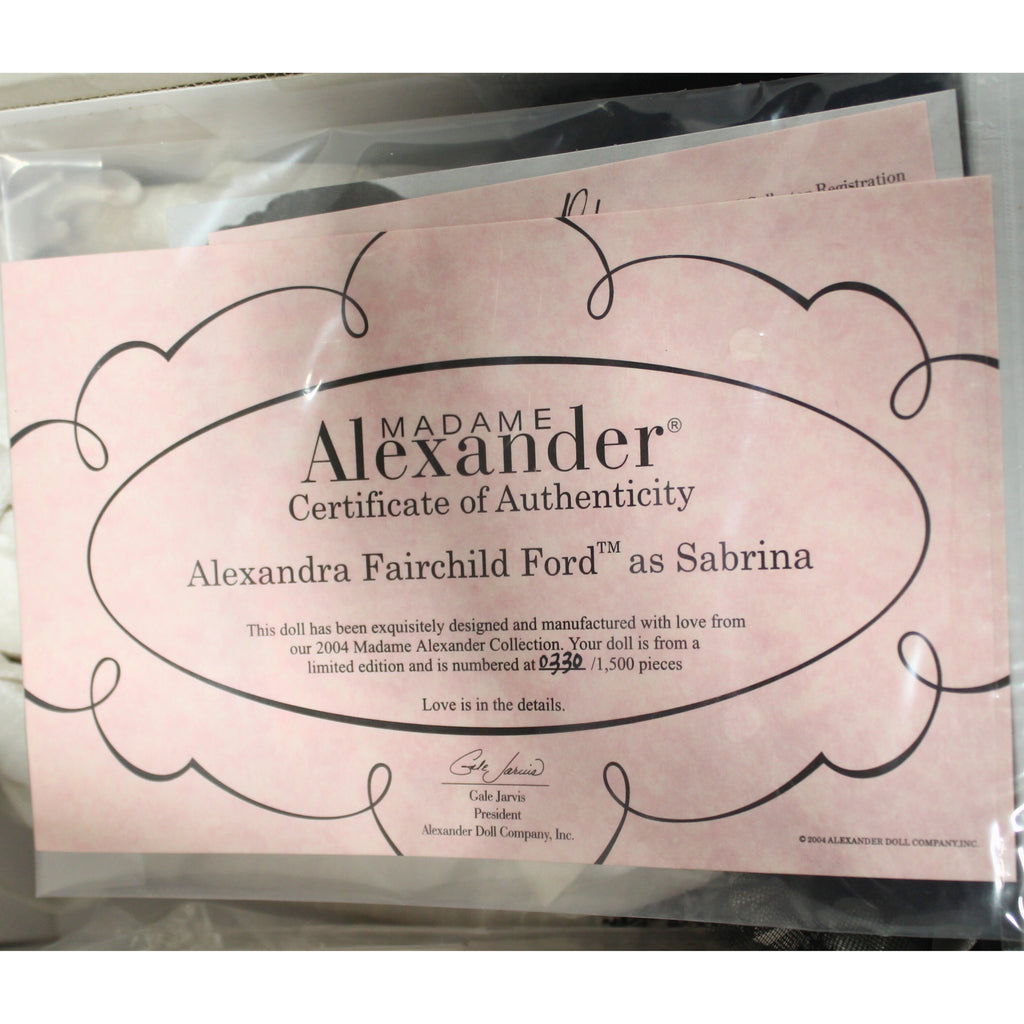 Registration
MADAME
Alexander®
Certificate of Authenticity
Alexandra Fairchild Ford™ as Sabrina
This doll has been exquisitely designed and manufactured with love from
our 2004 Madame Alexander Collection. Your doll is from a
limited edition and is numbered at 0330 /1,500 pieces
Love is in the details.
Gale Jarvis
Gale Jarvis
President
Alexander Doll Company, Inc.
© 2004 ALEXANDER DOLL COMPANY, INC.